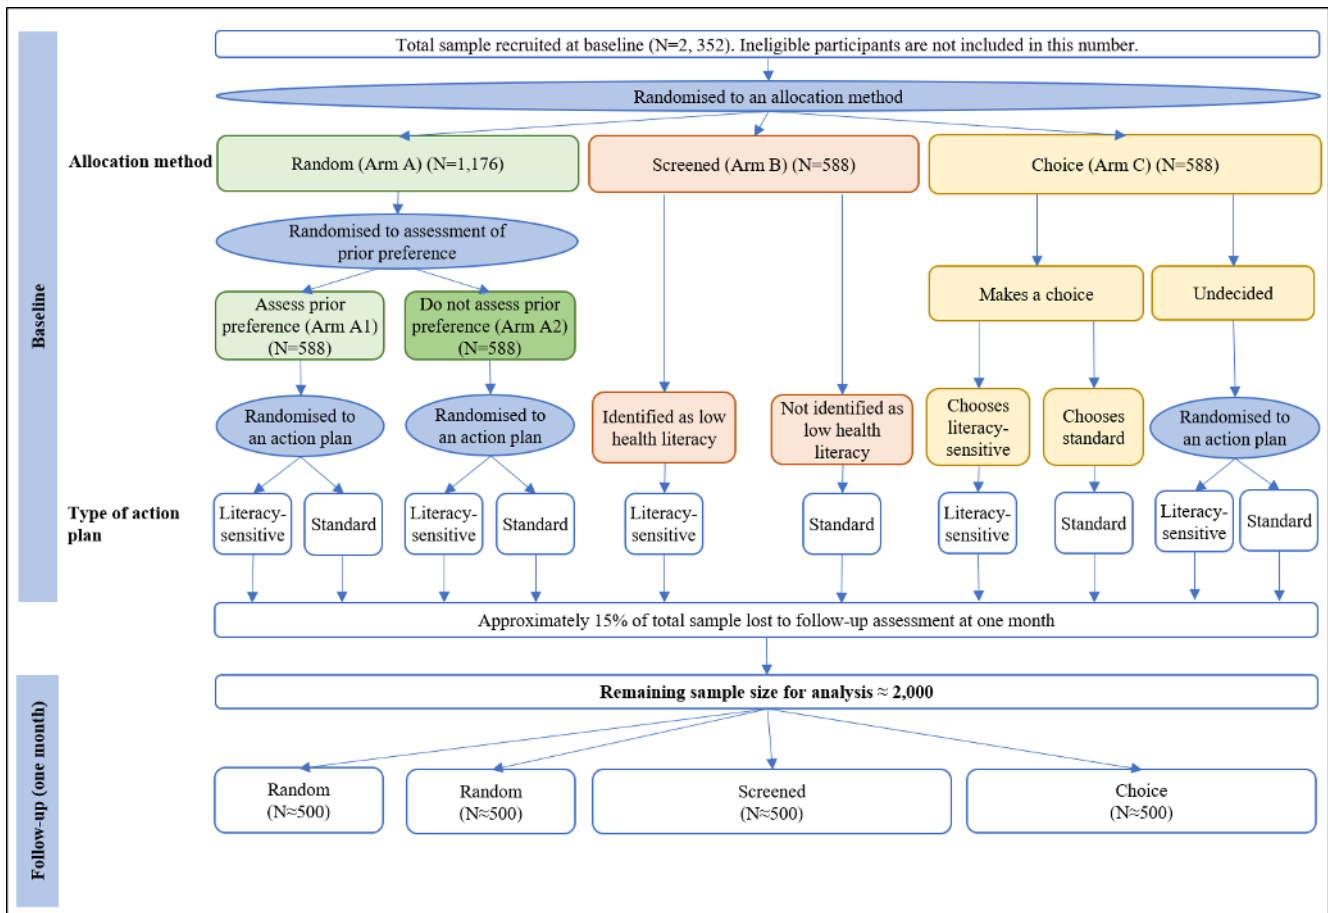 Total sample recruited at baseline (N=2, 352). Ineligible participants are not included in this number.
Randomised to an allocation method
Baseline
Allocation method
Random (Arm A) (N=1,176)
Screened (Arm B) (N=588)
Choice (Arm C) (N=588)
Randomised to assessment of
prior preference
Assess prior
preference (Arm A1)
(N=588)
Do not assess prior
preference (Arm A2)
(N=588)
Makes a choice
Undecided
Randomised to
an action plan
Randomised to
an action plan
Identified as low
health literacy
Not identified as
low health
literacy
Chooses
literacy-
sensitive
Chooses
standard
Randomised to
an action plan
Type of action
plan
Literacy-
sensitive
Standard
Literacy-
sensitive
Standard
Literacy-
sensitive
Standard
Literacy-
sensitive
Standard
Literacy-
sensitive
Standard
Approximately 15% of total sample lost to follow-up assessment at one month
Follow-up (one month)
Remaining sample size for analysis ≈ 2,000
Random
(N≈500)
Random
(N≈500)
Screened
(N≈500)
Choice
(N≈500)